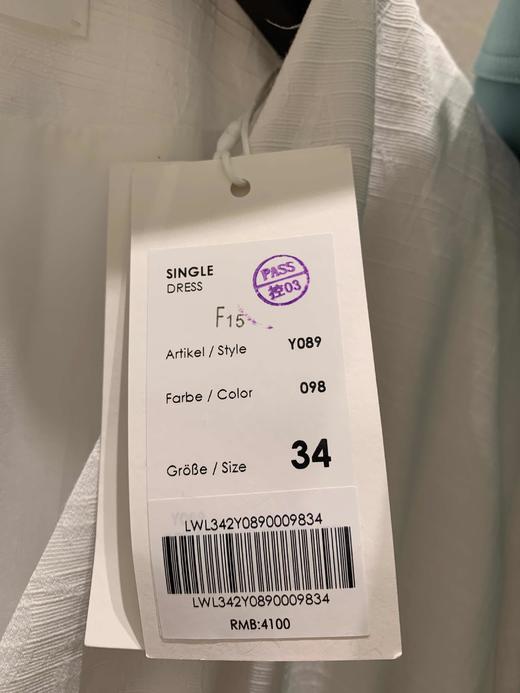 SINGLE
DRESS
PASS
控03
F15
Artikel / Style Y089
Farbe / Color 098
Größe / Size 34
LWL342Y0890009834
LWL342Y0890009834
RMB:4100